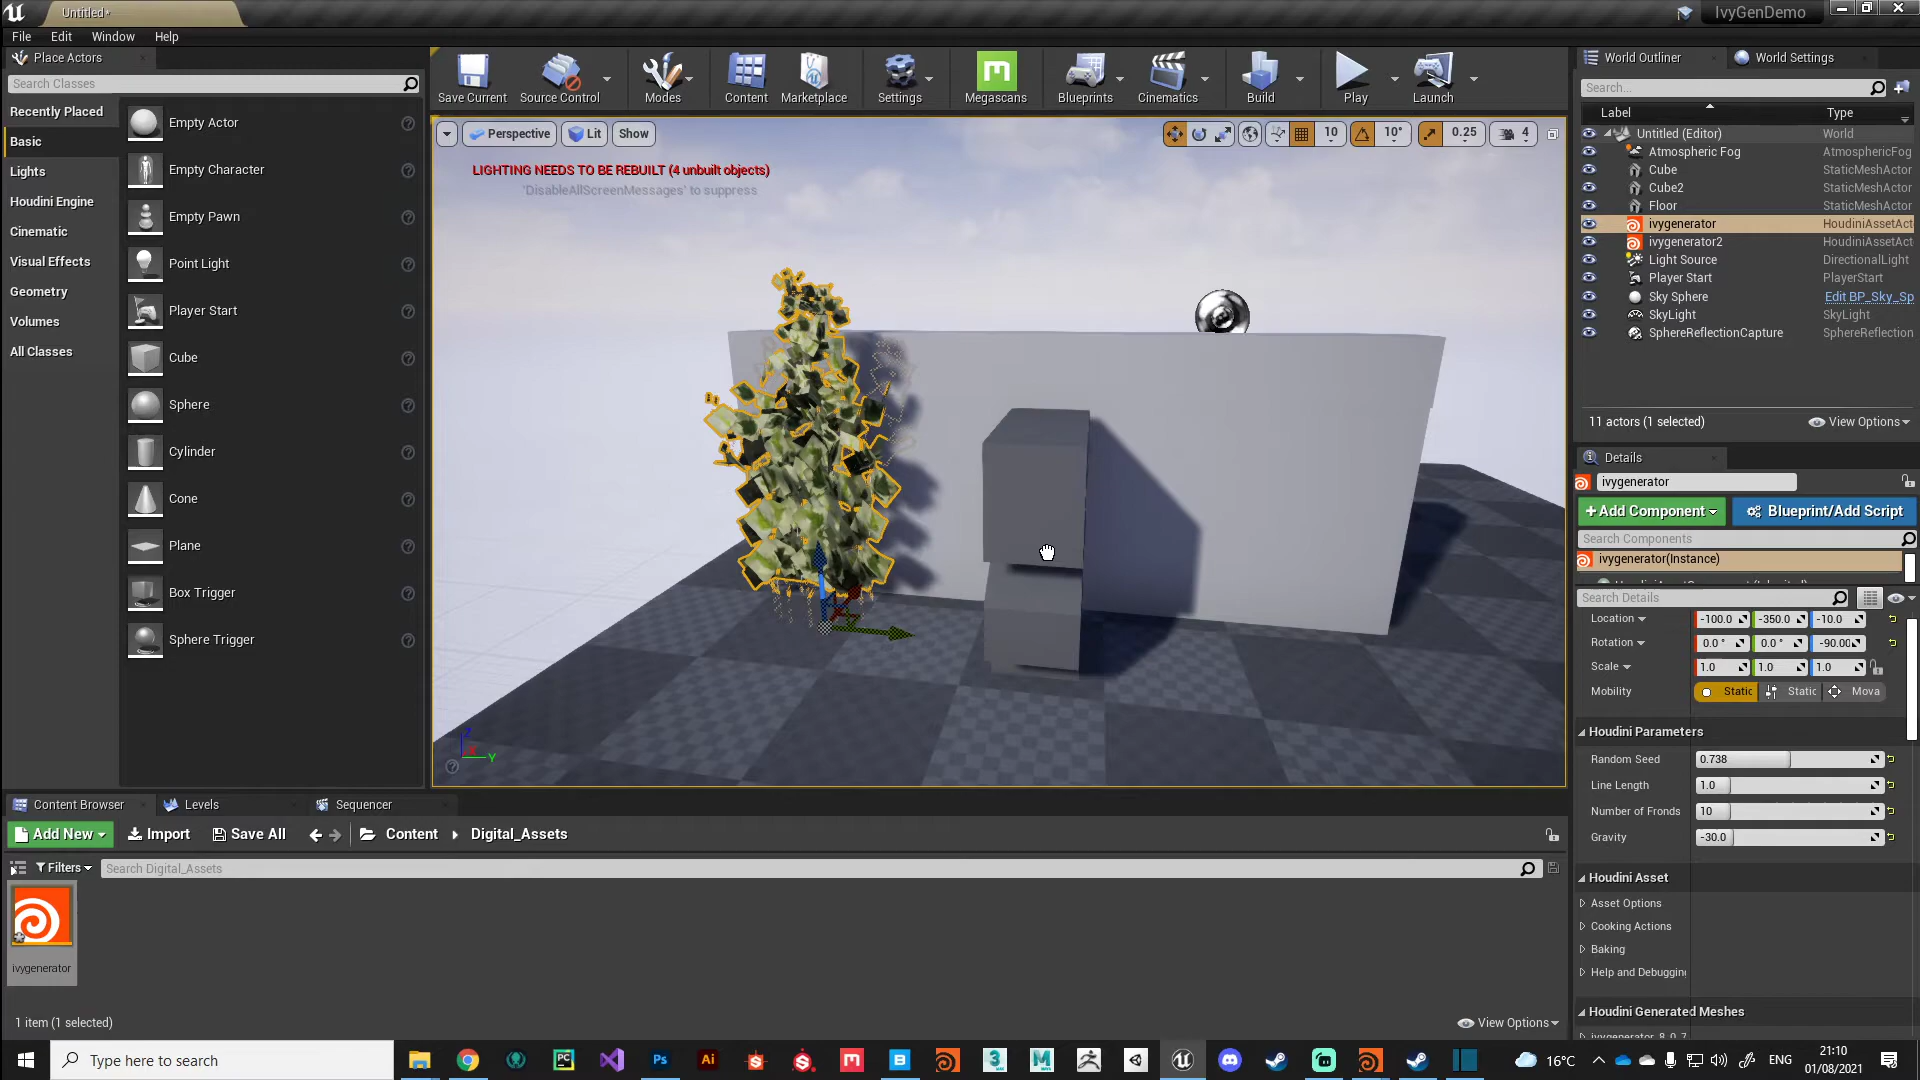 Untitled*
IvyGenDemo
File Edit Window Help
Place Actors
Search Classes
Recently Placed
Basic
Lights
Houdini Engine
Cinematic
Visual Effects
Geometry
Volumes
All Classes
Empty Actor
Empty Character
Empty Pawn
Point Light
Player Start
Cube
Sphere
Cylinder
Cone
Plane
Box Trigger
Sphere Trigger
Save Current Source Control Modes Content Marketplace Settings Megascans Blueprints Cinematics Build Play Launch
Perspective Lit Show 10 10° 0.25 4
LIGHTING NEEDS TO BE REBUILT (4 unbuilt objects)
'DisableAllScreenMessages' to suppress
Z
Y
World Outliner World Settings
Search...
Label Type
Untitled (Editor) World
Atmospheric Fog AtmosphericFog
Cube StaticMeshActor
Cube2 StaticMeshActor
Floor StaticMeshActor
ivygenerator HoudiniAssetAct
ivygenerator2 HoudiniAssetAct
Light Source DirectionalLight
Player Start PlayerStart
Sky Sphere Edit BP_Sky_Sp
SkyLight SkyLight
SphereReflectionCapture SphereReflection
11 actors (1 selected) View Options
Details
ivygenerator
+Add Component Blueprint/Add Script
Search Components
ivygenerator(Instance)
Search Details
Location -100.0 -350.0 -10.0
Rotation 0.0° 0.0° -90.00
Scale 1.0 1.0 1.0
Mobility Static Static Mova
Houdini Parameters
Random Seed 0.738
Line Length 1.0
Number of Fronds 10
Gravity -30.0
Houdini Asset
Asset Options
Cooking Actions
Baking
Help and Debugging
Houdini Generated Meshes
Content Browser Levels Sequencer
Add New Import Save All Content Digital_Assets
Filters Search Digital_Assets
ivygenerator
1 item (1 selected) View Options
Type here to search
16°C ENG 21:10
01/08/2021